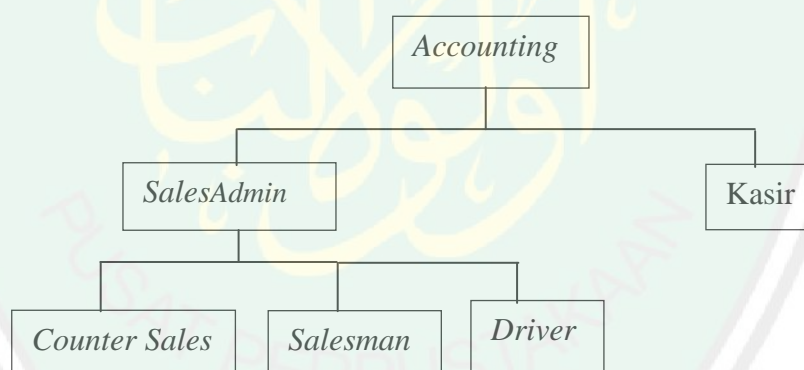 Accounting
SalesAdmin
Kasir
Counter Sales
Salesman
Driver